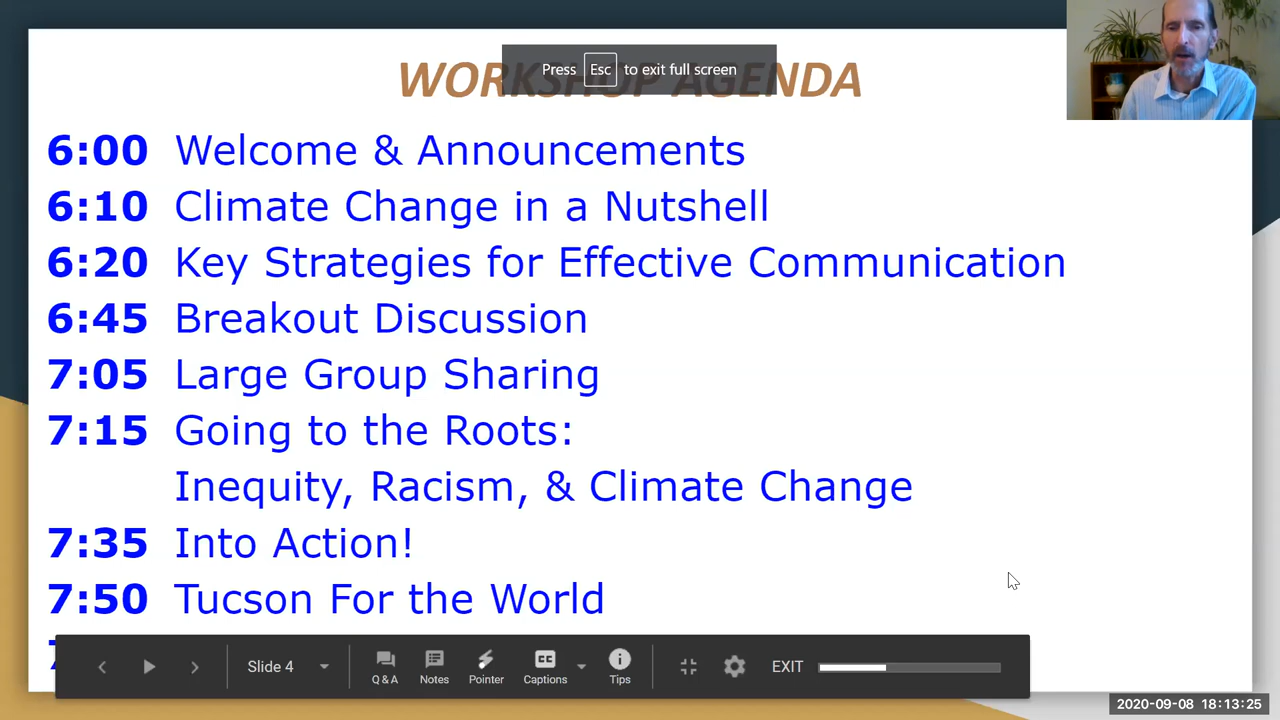 WORKSHOP AGENDA
Press Esc to exit full screen
6:00 Welcome & Announcements
6:10 Climate Change in a Nutshell
6:20 Key Strategies for Effective Communication
6:45 Breakout Discussion
7:05 Large Group Sharing
7:15 Going to the Roots:
Inequity, Racism, & Climate Change
7:35 Into Action!
7:50 Tucson For the World
Slide 4
Q & A
Notes
Pointer
CC
Captions
Tips
EXIT
2020-09-08 18:13:25